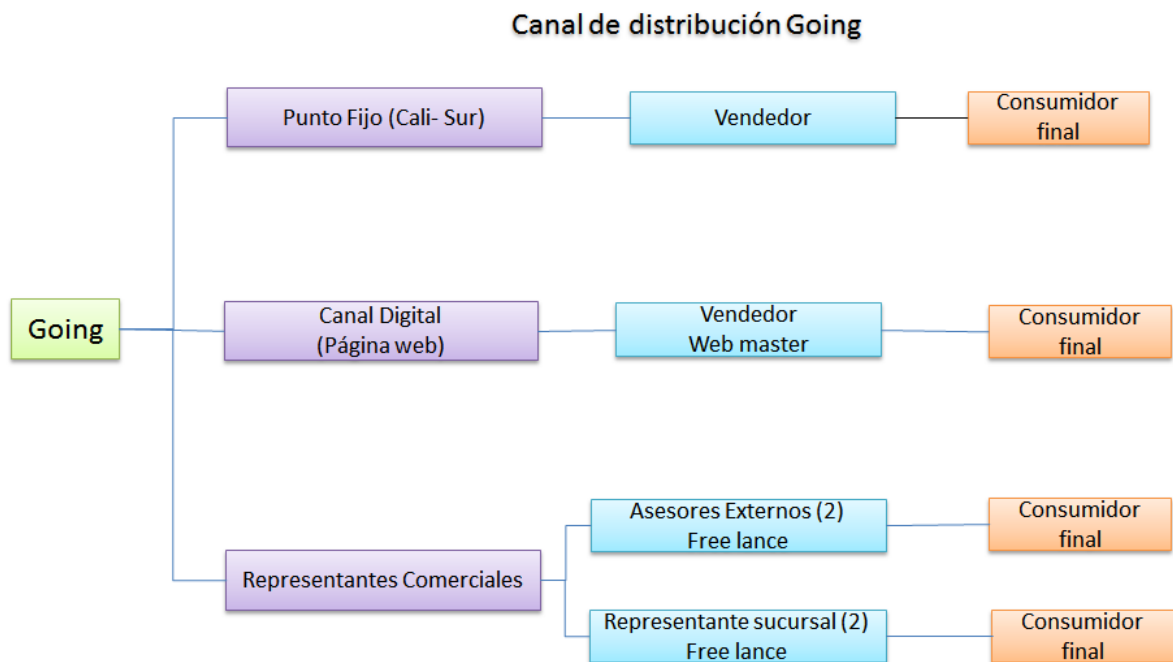 Canal de distribución Going
Punto Fijo (Cali- Sur)
Vendedor
Consumidor
final
Going
Canal Digital
(Página web)
Vendedor
Web master
Consumidor
final
Representantes Comerciales
Asesores Externos (2)
Free lance
Consumidor
final
Representante sucursal (2)
Free lance
Consumidor
final